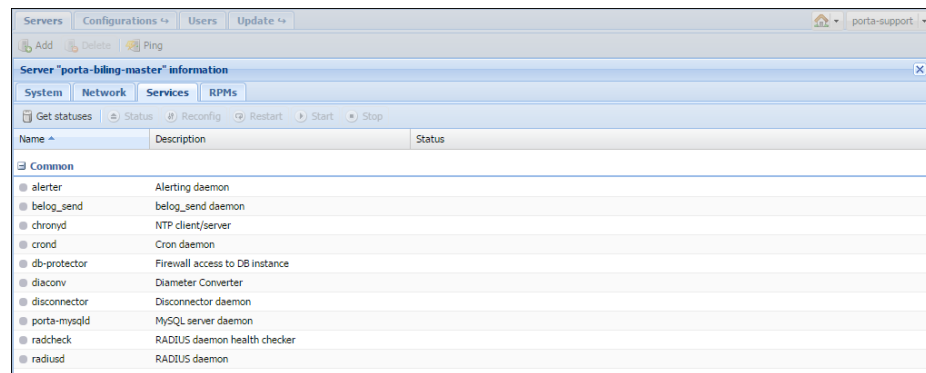 Servers Configurations ↪ Users Update ↪ porta-support
Add Delete Ping
Server "porta-biling-master" information
System Network Services RPMs
Get statuses Status Reconfig Restart Start Stop
Name Description Status
Common
alerter Alerting daemon
belog_send belog_send daemon
chronyd NTP client/server
crond Cron daemon
db-protector Firewall access to DB instance
diaconv Diameter Converter
disconnector Disconnector daemon
porta-mysqld MySQL server daemon
radcheck RADIUS daemon health checker
radiusd RADIUS daemon